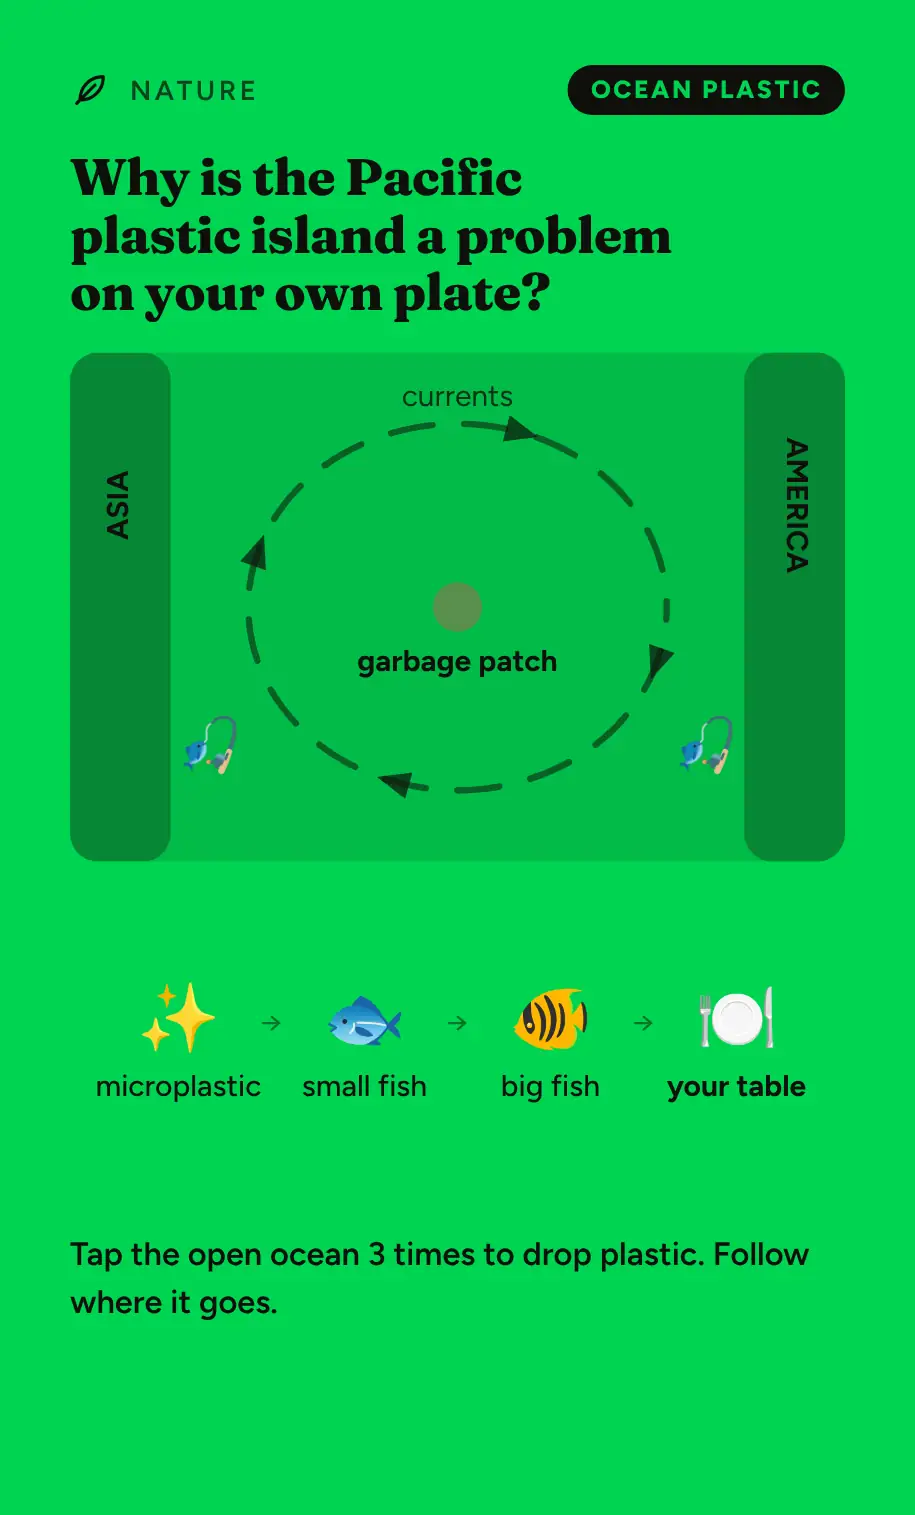 NATURE
OCEAN PLASTIC
Why is the Pacific
plastic island a problem
on your own plate?
currents
ASIA
AMERICA
garbage patch
microplastic
small fish
big fish
your table
Tap the open ocean 3 times to drop plastic. Follow
where it goes.